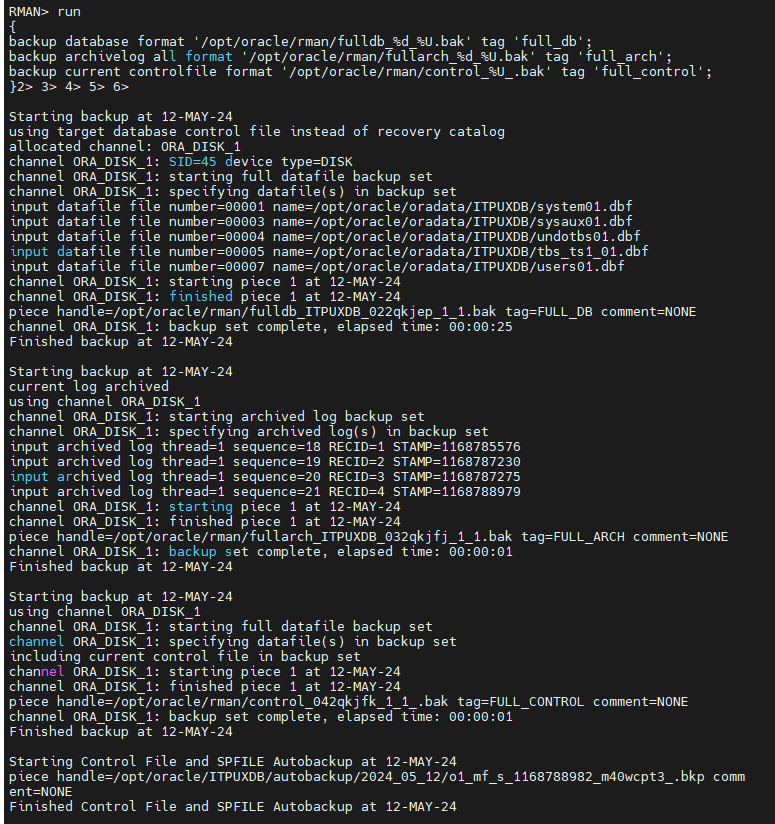 RMAN> run
{
backup database format '/opt/oracle/rman/fulldb_%d_%U.bak' tag 'full_db';
backup archivelog all format '/opt/oracle/rman/fullarch_%d_%U.bak' tag 'full_arch';
backup current controlfile format '/opt/oracle/rman/control_%U_.bak' tag 'full_control';
}2> 3> 4> 5> 6>
Starting backup at 12-MAY-24
using target database control file instead of recovery catalog
allocated channel: ORA_DISK_1
channel ORA_DISK_1: SID=45 device type=DISK
channel ORA_DISK_1: starting full datafile backup set
channel ORA_DISK_1: specifying datafile(s) in backup set
input datafile file number=00001 name=/opt/oracle/oradata/ITPUXDB/system01.dbf
input datafile file number=00003 name=/opt/oracle/oradata/ITPUXDB/sysaux01.dbf
input datafile file number=00004 name=/opt/oracle/oradata/ITPUXDB/undotbs01.dbf
input datafile file number=00005 name=/opt/oracle/oradata/ITPUXDB/tbs_ts1_01.dbf
input datafile file number=00007 name=/opt/oracle/oradata/ITPUXDB/users01.dbf
channel ORA_DISK_1: starting piece 1 at 12-MAY-24
channel ORA_DISK_1: finished piece 1 at 12-MAY-24
piece handle=/opt/oracle/rman/fulldb_ITPUXDB_022qkjep_1_1.bak tag=FULL_DB comment=NONE
channel ORA_DISK_1: backup set complete, elapsed time: 00:00:25
Finished backup at 12-MAY-24
Starting backup at 12-MAY-24
current log archived
using channel ORA_DISK_1
channel ORA_DISK_1: starting archived log backup set
channel ORA_DISK_1: specifying archived log(s) in backup set
input archived log thread=1 sequence=18 RECID=1 STAMP=1168785576
input archived log thread=1 sequence=19 RECID=2 STAMP=1168787230
input archived log thread=1 sequence=20 RECID=3 STAMP=1168787275
input archived log thread=1 sequence=21 RECID=4 STAMP=1168788979
channel ORA_DISK_1: starting piece 1 at 12-MAY-24
channel ORA_DISK_1: finished piece 1 at 12-MAY-24
piece handle=/opt/oracle/rman/fullarch_ITPUXDB_032qkjfj_1_1.bak tag=FULL_ARCH comment=NONE
channel ORA_DISK_1: backup set complete, elapsed time: 00:00:01
Finished backup at 12-MAY-24
Starting backup at 12-MAY-24
using channel ORA_DISK_1
channel ORA_DISK_1: starting full datafile backup set
channel ORA_DISK_1: specifying datafile(s) in backup set
including current control file in backup set
channel ORA_DISK_1: starting piece 1 at 12-MAY-24
channel ORA_DISK_1: finished piece 1 at 12-MAY-24
piece handle=/opt/oracle/rman/control_042qkjfk_1_1_.bak tag=FULL_CONTROL comment=NONE
channel ORA_DISK_1: backup set complete, elapsed time: 00:00:01
Finished backup at 12-MAY-24
Starting Control File and SPFILE Autobackup at 12-MAY-24
piece handle=/opt/oracle/ITPUXDB/autobackup/2024_05_12/o1_mf_s_1168788982_m40wcpt3_.bkp comm
ent=NONE
Finished Control File and SPFILE Autobackup at 12-MAY-24